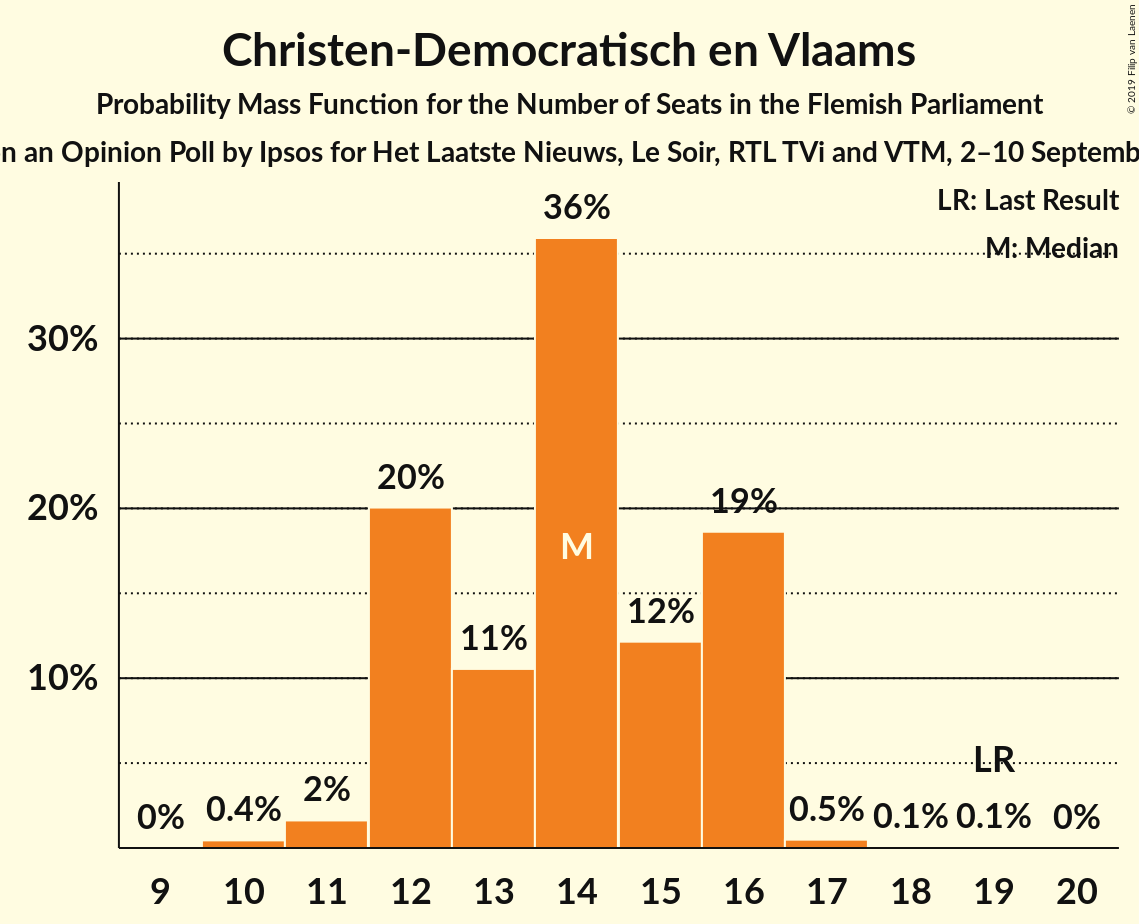 Christen-Democratisch en Vlaams
Probability Mass Function for the Number of Seats in the Flemish Parliament
an Opinion Poll by Ipsos for Het Laatste Nieuws, Le Soir, RTL TVi and VTM, 2–10
© 2019 Filip van Laenen
LR: Last Result
M: Median
36%
30%
20%
20%
19%
M
12%
11%
10%
LR
2%
0%
0.4%
0.5%
0.1%
0.1%
0%
9 10 11 12 13 14 15 16 17 18 19 20